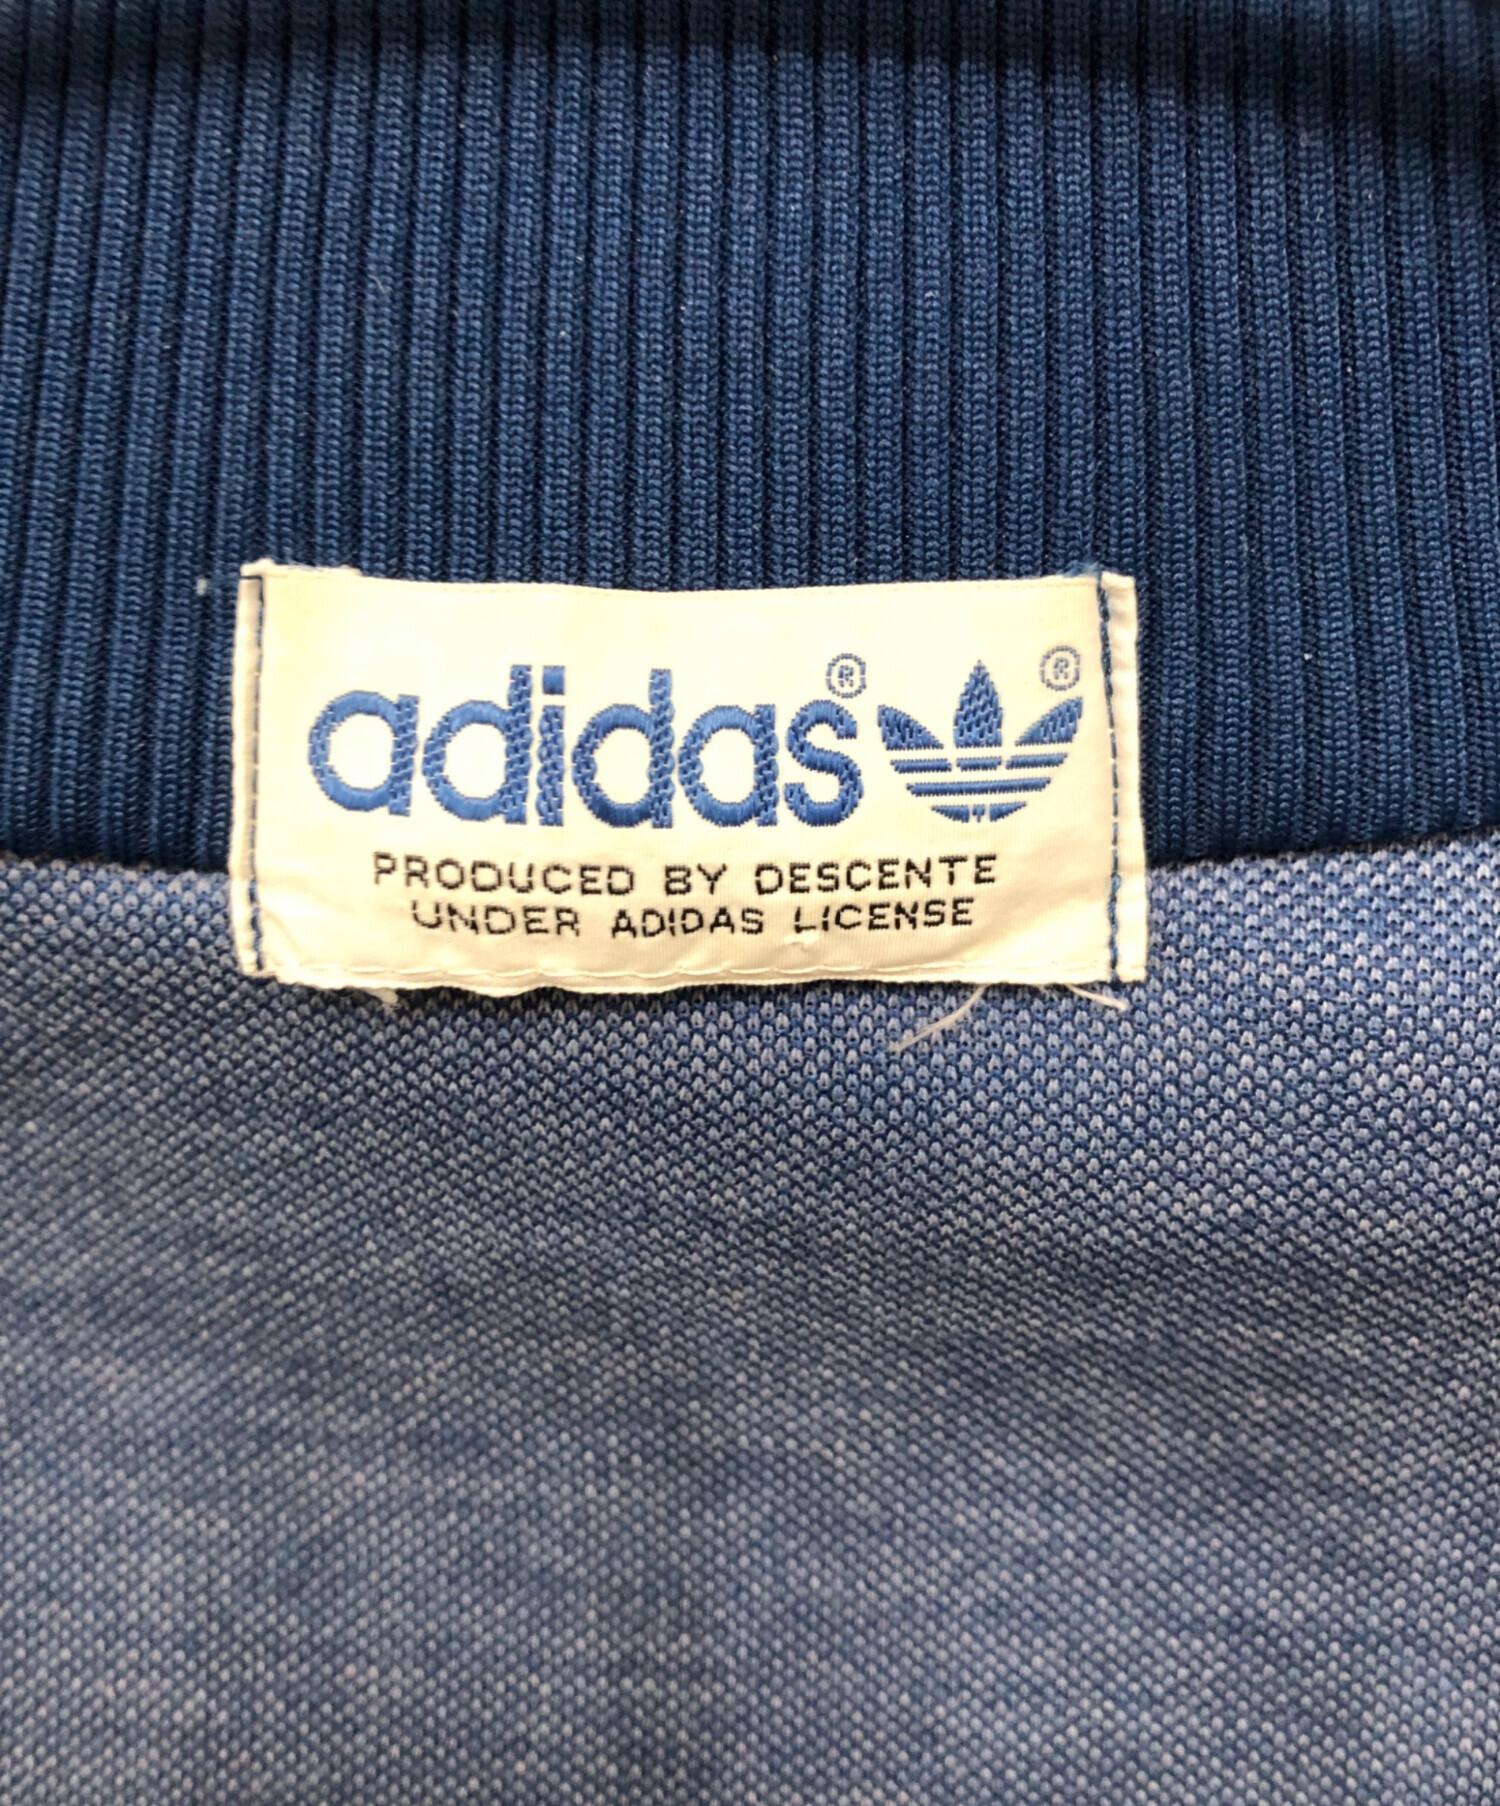 adidas®
®
PRODUCED BY DESCENTE
UNDER ADIDAS LICENSE